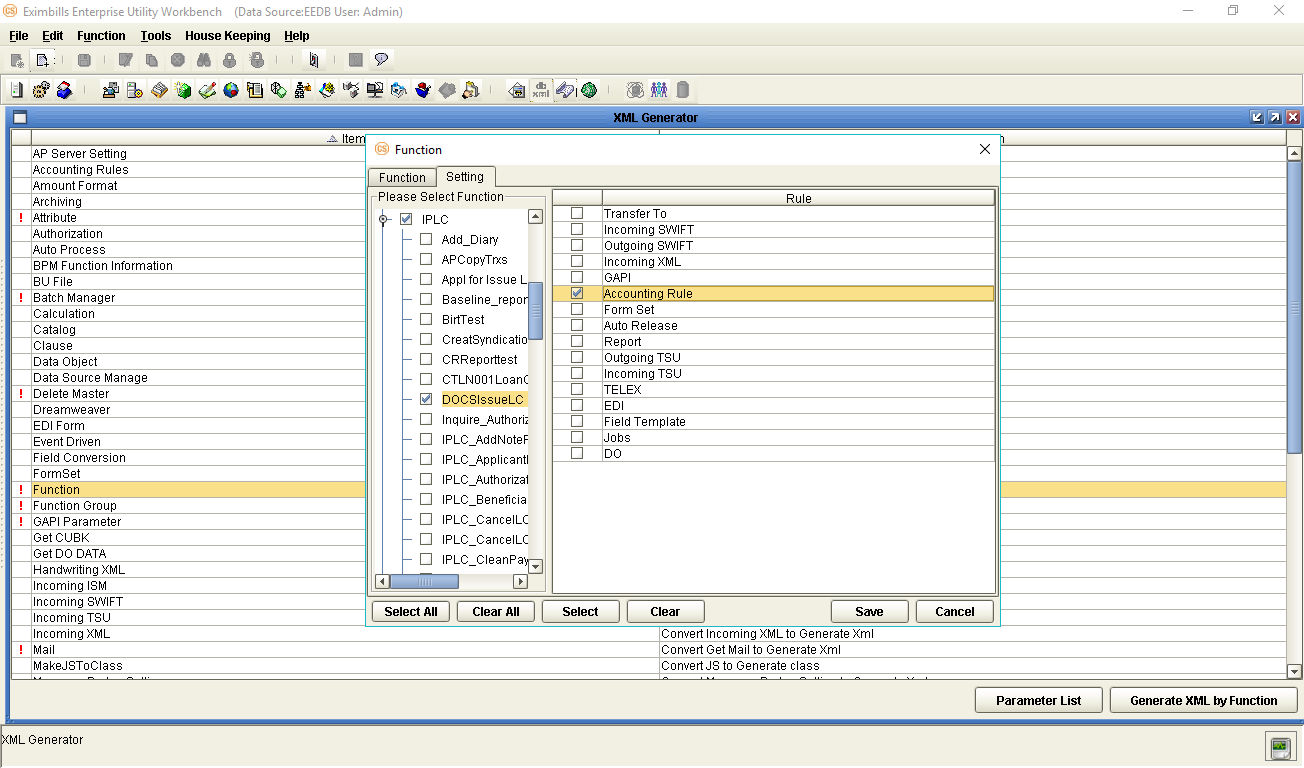 Eximbills Enterprise Utility Workbench (Data Source:EEDB User: Admin)
File Edit Function Tools House Keeping Help
XML Generator
Item
AP Server Setting
Accounting Rules
Amount Format
Archiving
! Attribute
Authorization
Auto Process
BPM Function Information
BU File
! Batch Manager
Calculation
Catalog
Clause
Data Object
Data Source Manage
! Delete Master
Dreamweaver
EDI Form
Event Driven
Field Conversion
FormSet
! Function
! Function Group
! GAPI Parameter
Get CUBK
Get DO DATA
Handwriting XML
Incoming ISM
Incoming SWIFT
Incoming TSU
Incoming XML Convert Incoming XML to Generate Xml
! Mail Convert Get Mail to Generate Xml
MakeJSToClass Convert JS to Generate class
Function
Function Setting
Please Select Function
IPLC
Add_Diary
APCopyTrxs
Appl for Issue L
Baseline_repor
BirtTest
CreatSyndicatio
CRReporttest
CTLN001LoanC
DOCSIssueLC
Inquire_Authoriz
IPLC_AddNoteF
IPLC_Applicantl
IPLC_Authorizat
IPLC_Beneficia
IPLC_CancelLC
IPLC_CancelLC
IPLC_CleanPay
Rule
Transfer To
Incoming SWIFT
Outgoing SWIFT
Incoming XML
GAPI
Accounting Rule
Form Set
Auto Release
Report
Outgoing TSU
Incoming TSU
TELEX
EDI
Field Template
Jobs
DO
Select All Clear All Select Clear Save Cancel
Parameter List Generate XML by Function
XML Generator